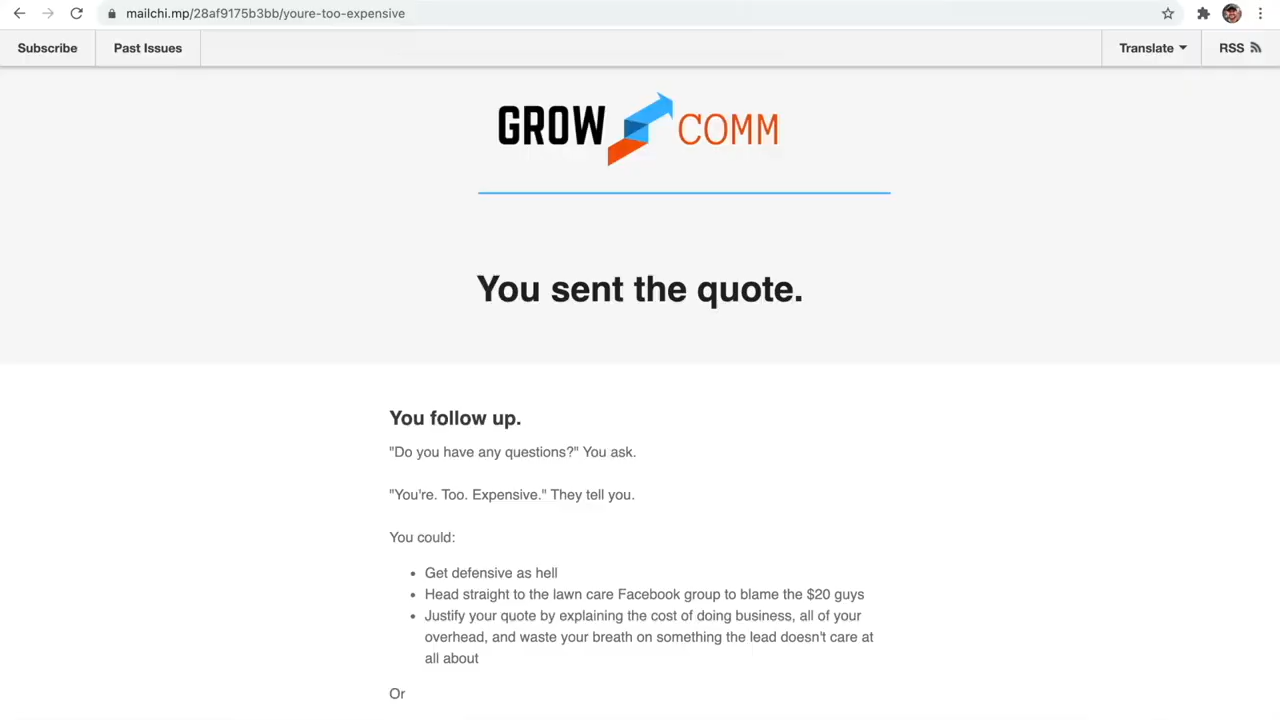 mailchi.mp/28af9175b3bb/youre-too-expensive
Subscribe
Past Issues
Translate
RSS
GROW COMM
You sent the quote.
You follow up.
"Do you have any questions?" You ask.
"You're. Too. Expensive." They tell you.
You could:
• Get defensive as hell
• Head straight to the lawn care Facebook group to blame the $20 guys
• Justify your quote by explaining the cost of doing business, all of your
overhead, and waste your breath on something the lead doesn't care at
all about
Or